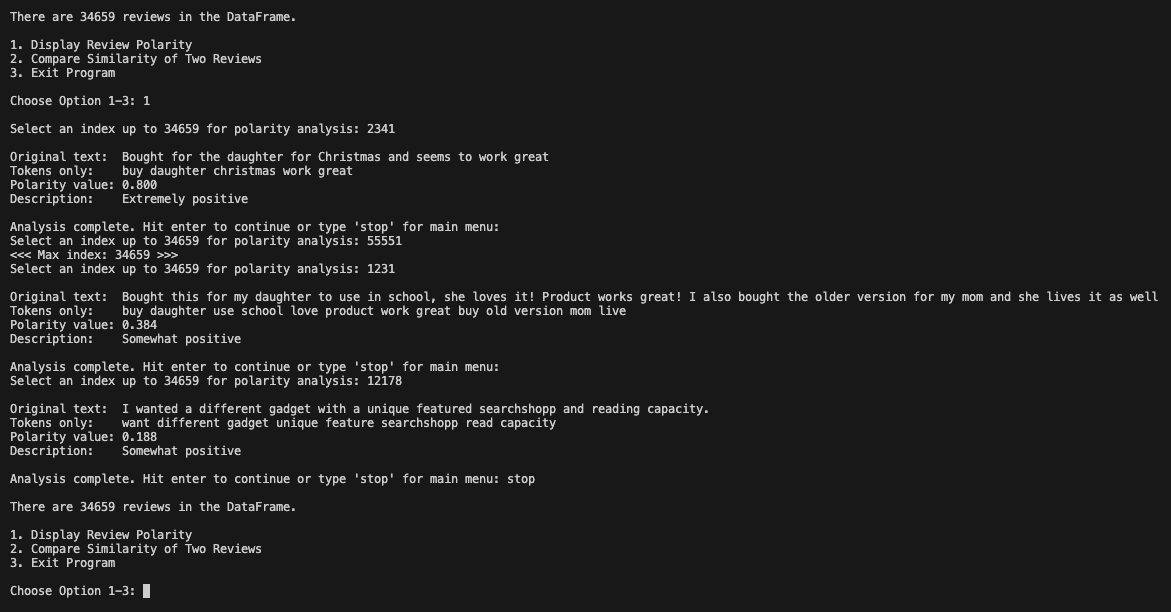 There are 34659 reviews in the DataFrame.
1. Display Review Polarity
2. Compare Similarity of Two Reviews
3. Exit Program
Choose Option 1-3: 1
Select an index up to 34659 for polarity analysis: 2341
Original text:  Bought for the daughter for Christmas and seems to work great
Tokens only:    buy daughter christmas work great
Polarity value: 0.800
Description:    Extremely positive
Analysis complete. Hit enter to continue or type 'stop' for main menu:
Select an index up to 34659 for polarity analysis: 55551
<<< Max index: 34659 >>>
Select an index up to 34659 for polarity analysis: 1231
Original text:  Bought this for my daughter to use in school, she loves it! Product works great! I also bought the older version for my mom and she lives it as well
Tokens only:    buy daughter use school love product work great buy old version mom live
Polarity value: 0.384
Description:    Somewhat positive
Analysis complete. Hit enter to continue or type 'stop' for main menu:
Select an index up to 34659 for polarity analysis: 12178
Original text:  I wanted a different gadget with a unique featured searchshopp and reading capacity.
Tokens only:    want different gadget unique feature searchshopp read capacity
Polarity value: 0.188
Description:    Somewhat positive
Analysis complete. Hit enter to continue or type 'stop' for main menu: stop
There are 34659 reviews in the DataFrame.
1. Display Review Polarity
2. Compare Similarity of Two Reviews
3. Exit Program
Choose Option 1-3: